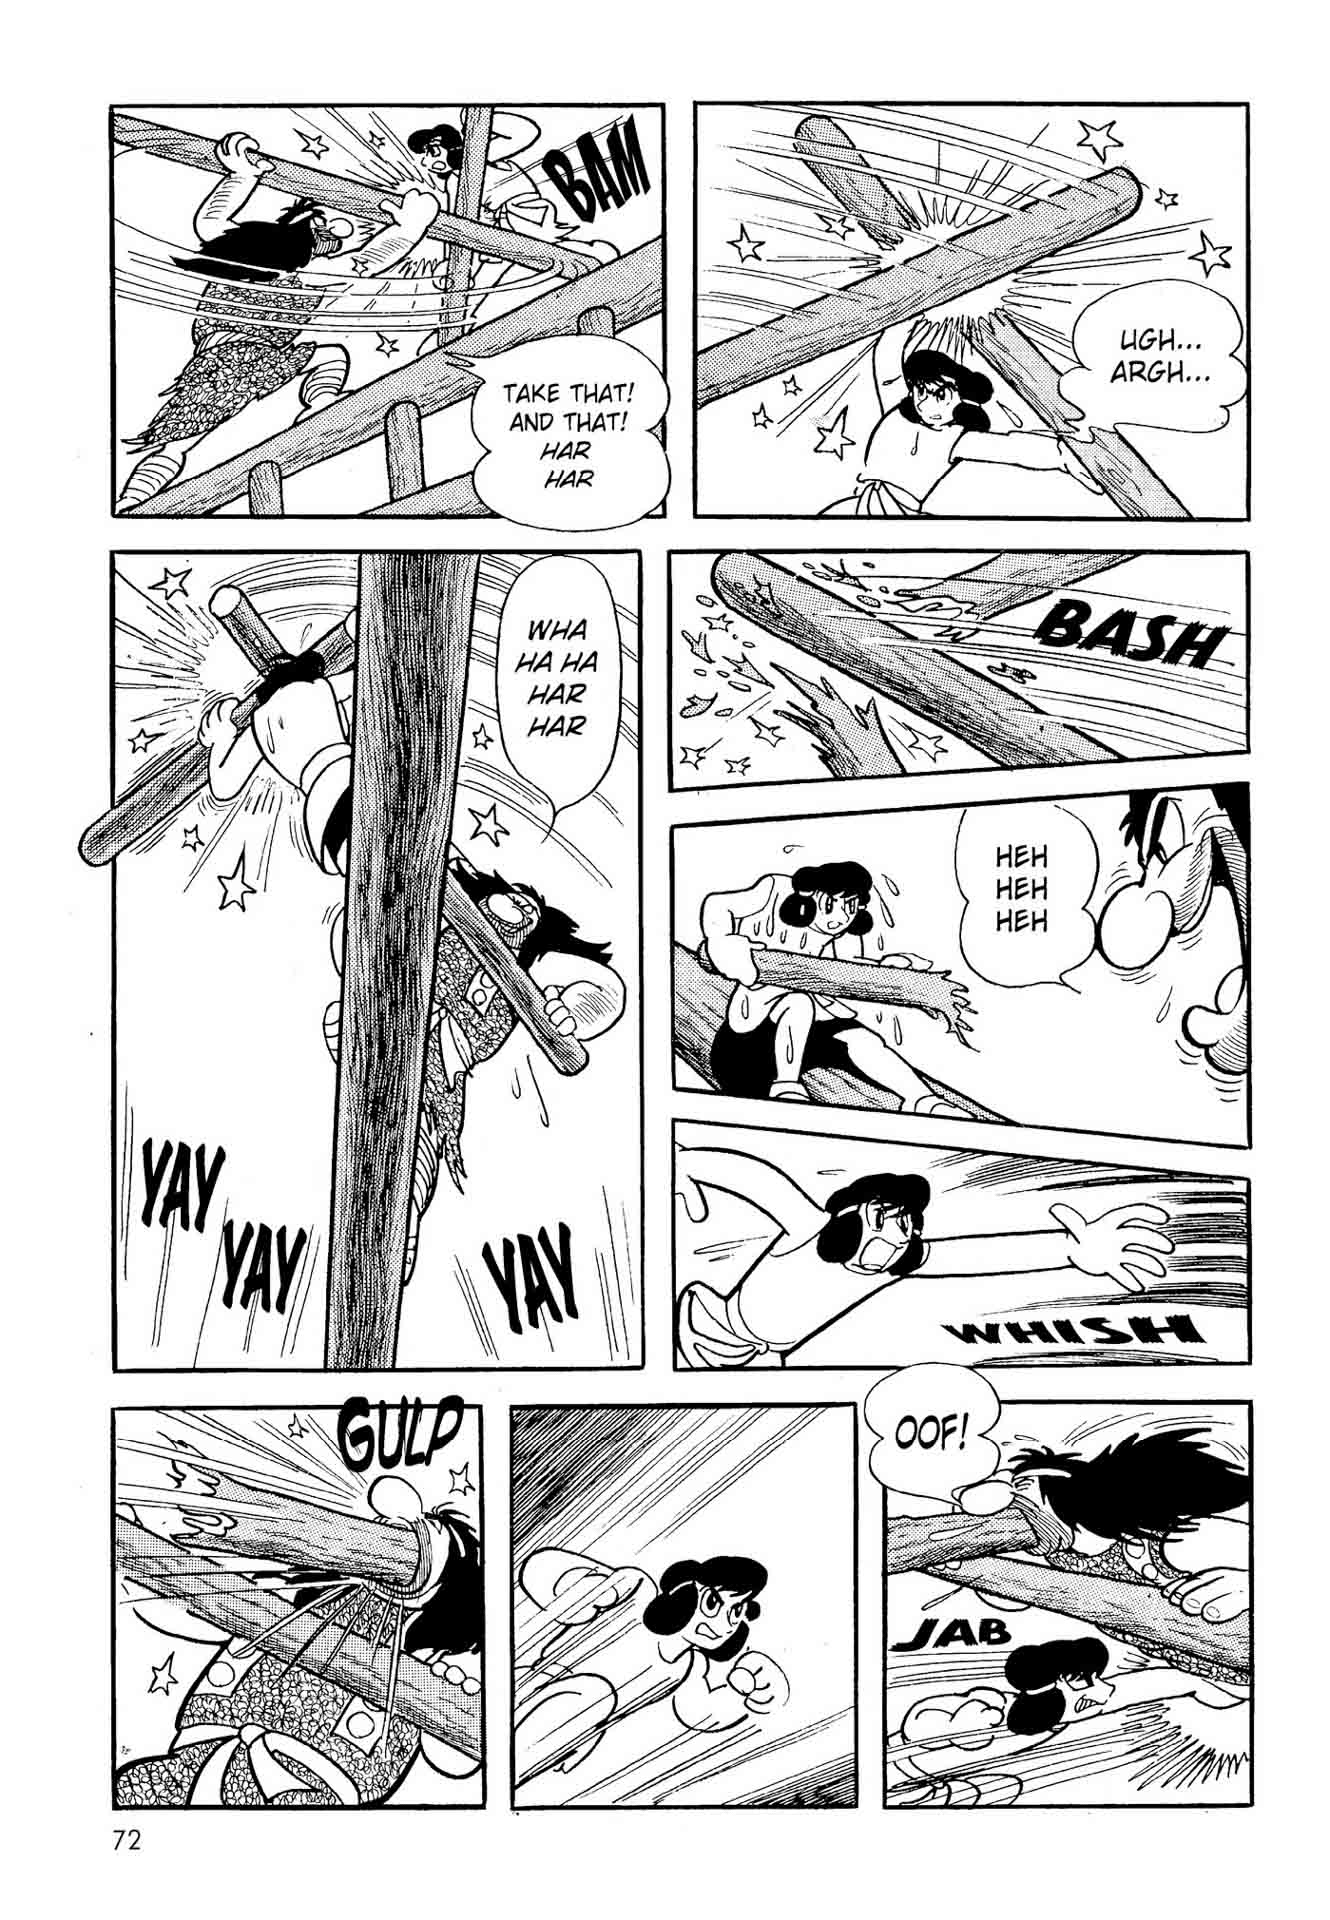 BAM
TAKE THAT!
AND THAT!
HAR
HAR
UGH...
ARGH...
WHA
HA HA
HAR
HAR
YAY
YAY
YAY
BASH
HEH
HEH
HEH
WHISH
GULP
OOF!
JAB
72